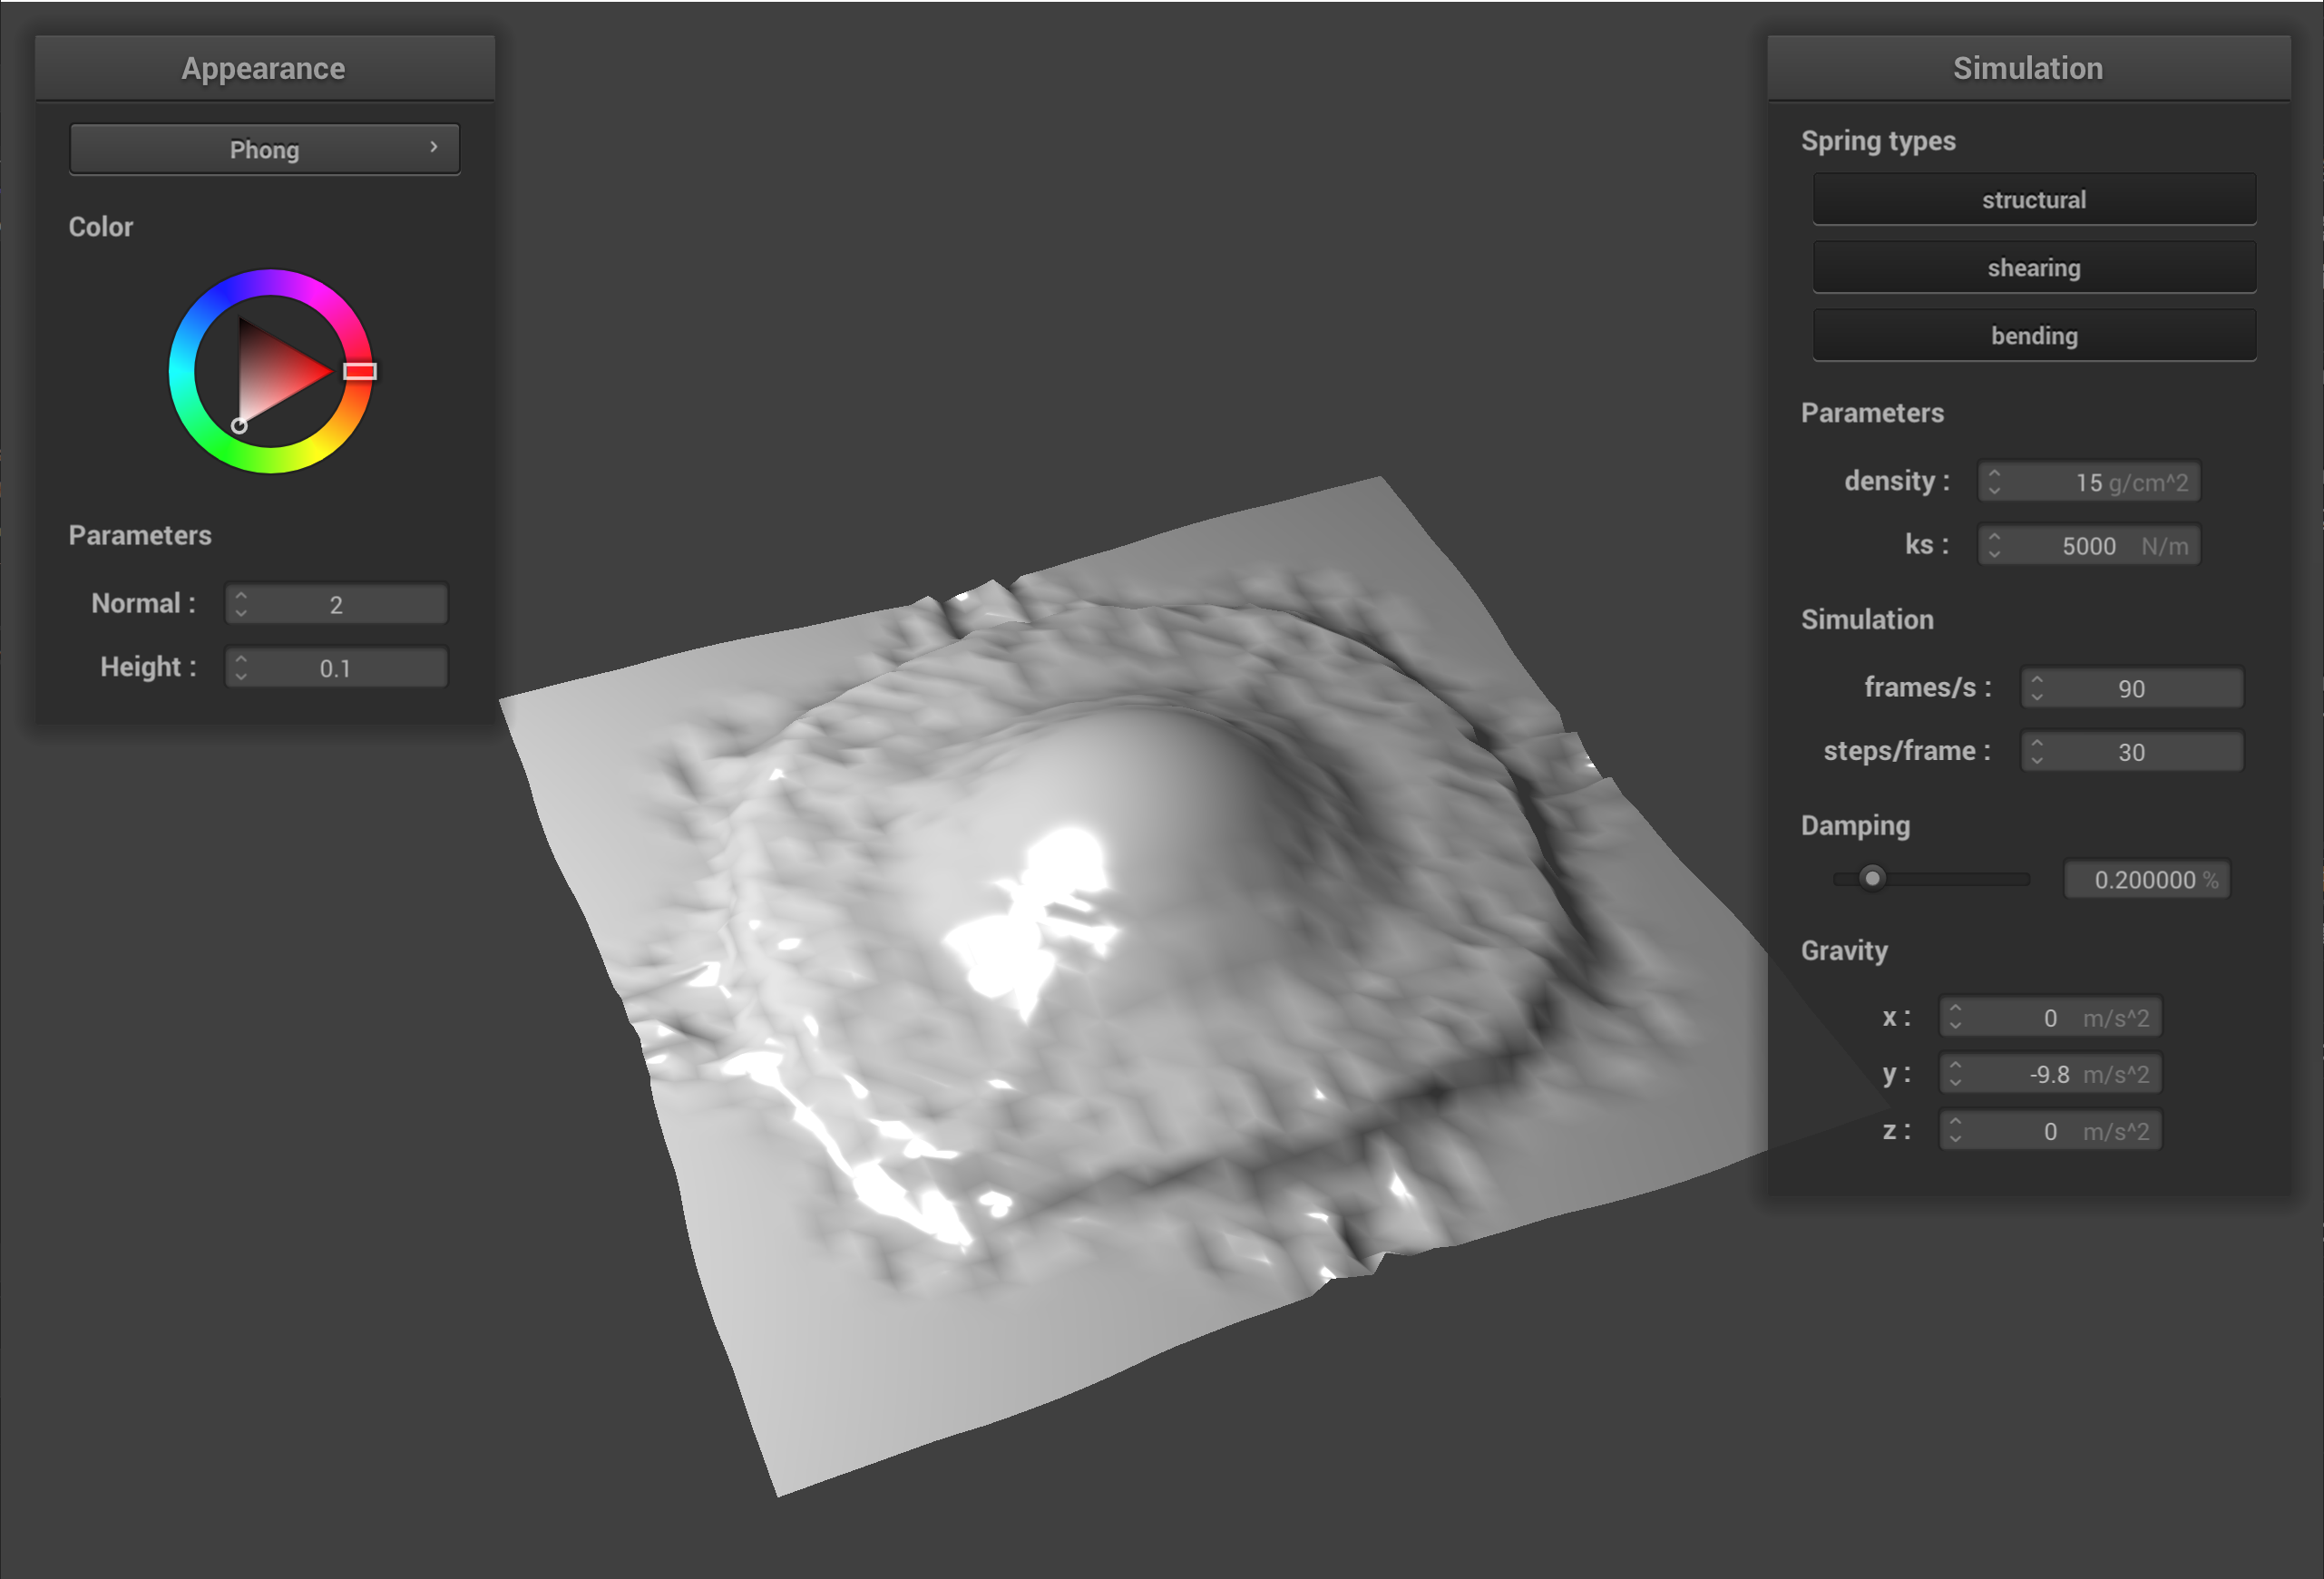 Appearance
Phong
Color
Parameters
Normal : 2
Height : 0.1
Simulation
Spring types
structural
shearing
bending
Parameters
density : 15 g/cm^2
ks : 5000 N/m
Simulation
frames/s : 90
steps/frame : 30
Damping
0.200000 %
Gravity
x : 0 m/s^2
y : -9.8 m/s^2
z : 0 m/s^2